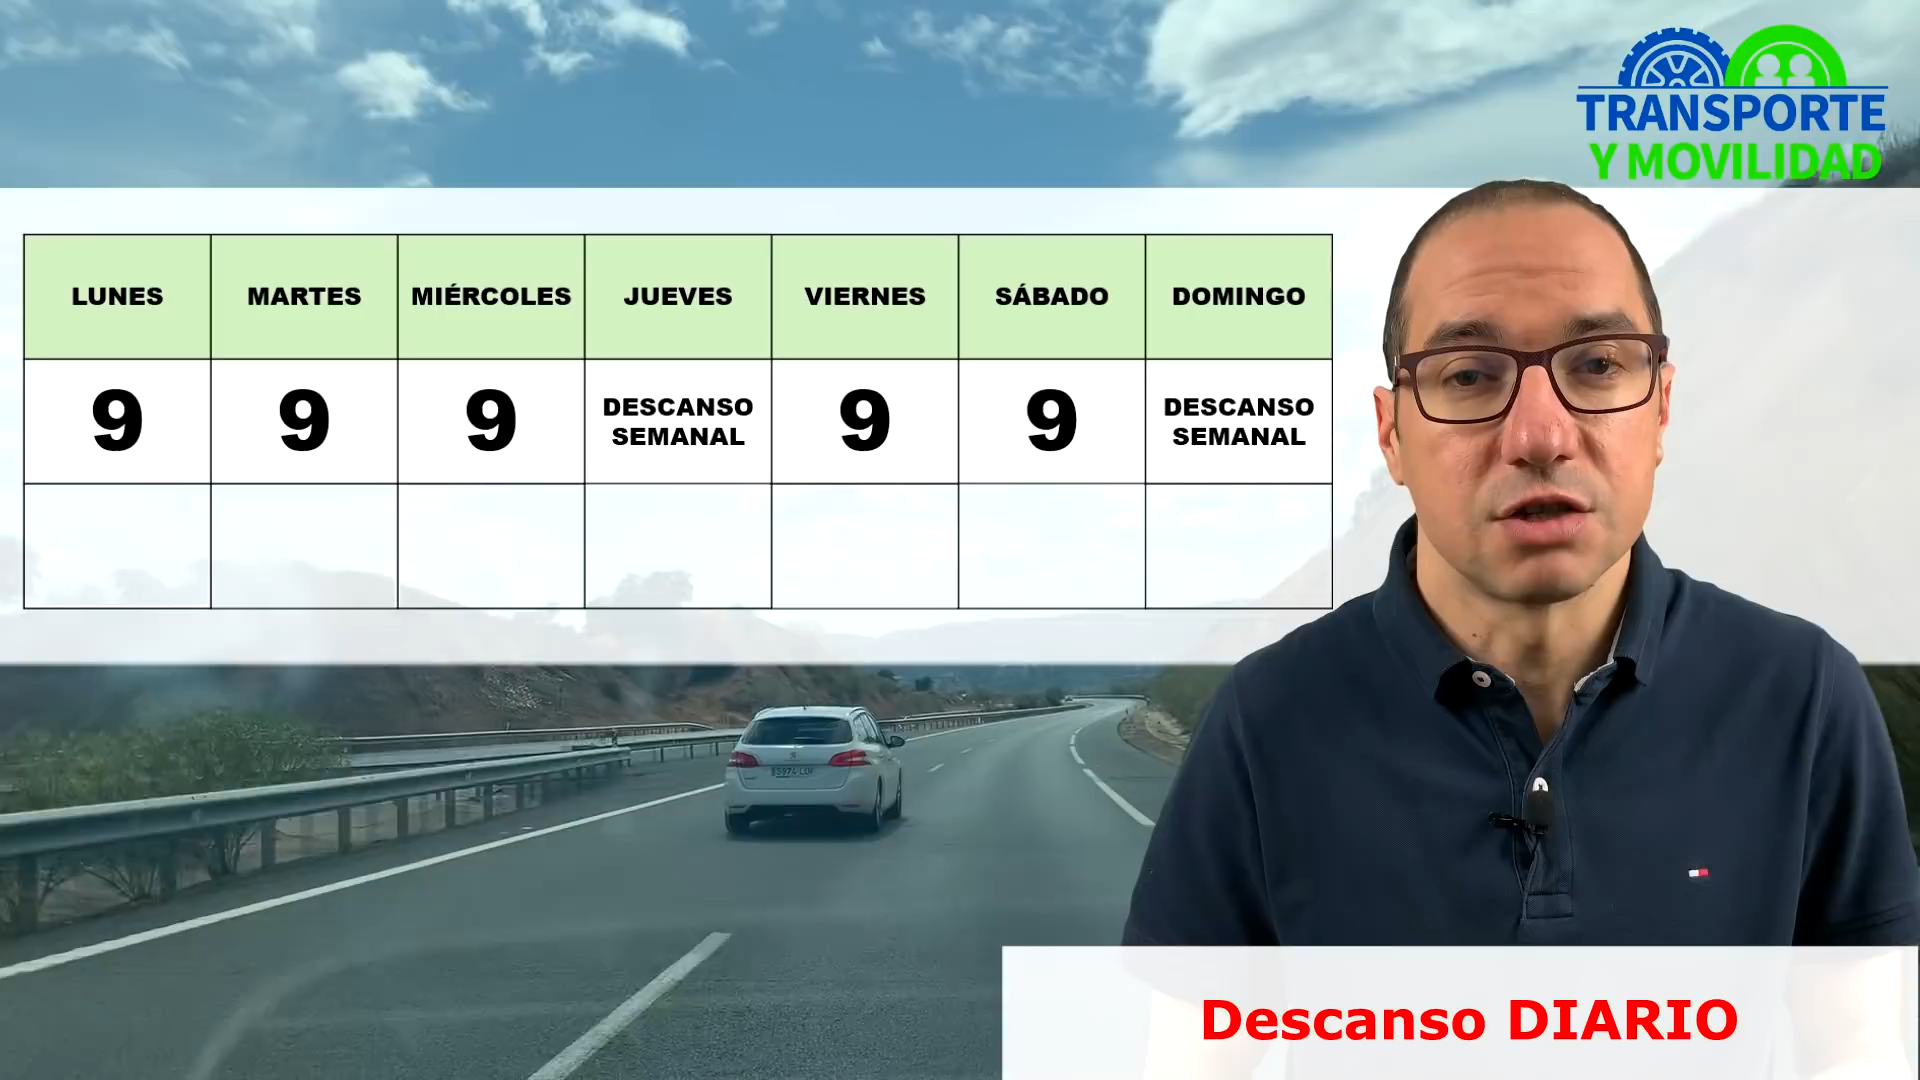 TRANSPORTE
Y MOVILIDAD
LUNES MARTES MIÉRCOLES JUEVES VIERNES SÁBADO DOMINGO
9 9 9 DESCANSO SEMANAL 9 9 DESCANSO SEMANAL
Descanso DIARIO